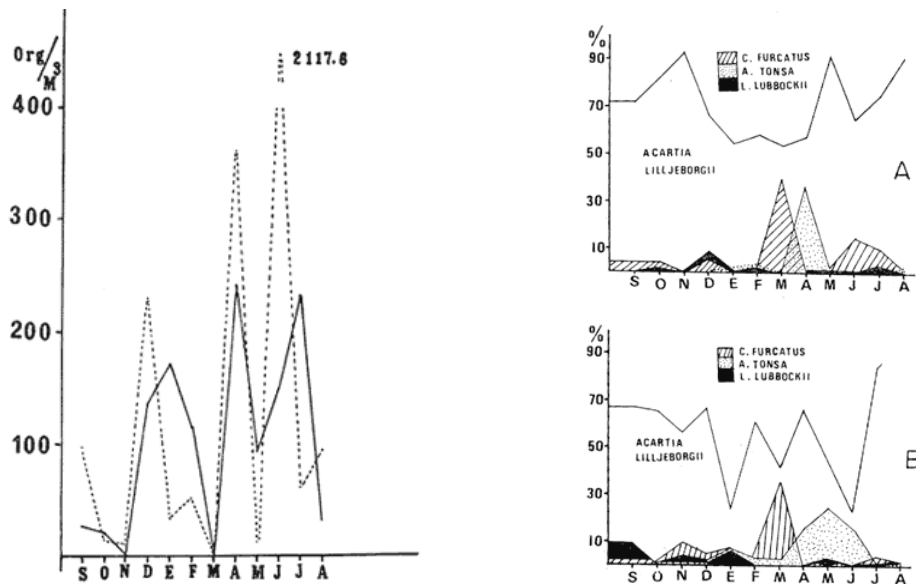 Org/M³
2117.6
400
300
200
100
S O N D E F M A M J J A
%
90
70
50
30
10
C. FURCATUS
A. TONSA
L. LUBBOCKII
ACARTIA
LILLJEBORGII
A
S O N D E F M A M J J A
%
90
70
50
30
10
C. FURCATUS
A. TONSA
L. LUBBOCKII
ACARTIA
LILLJEBORGII
B
S O N D E F M A M J J A